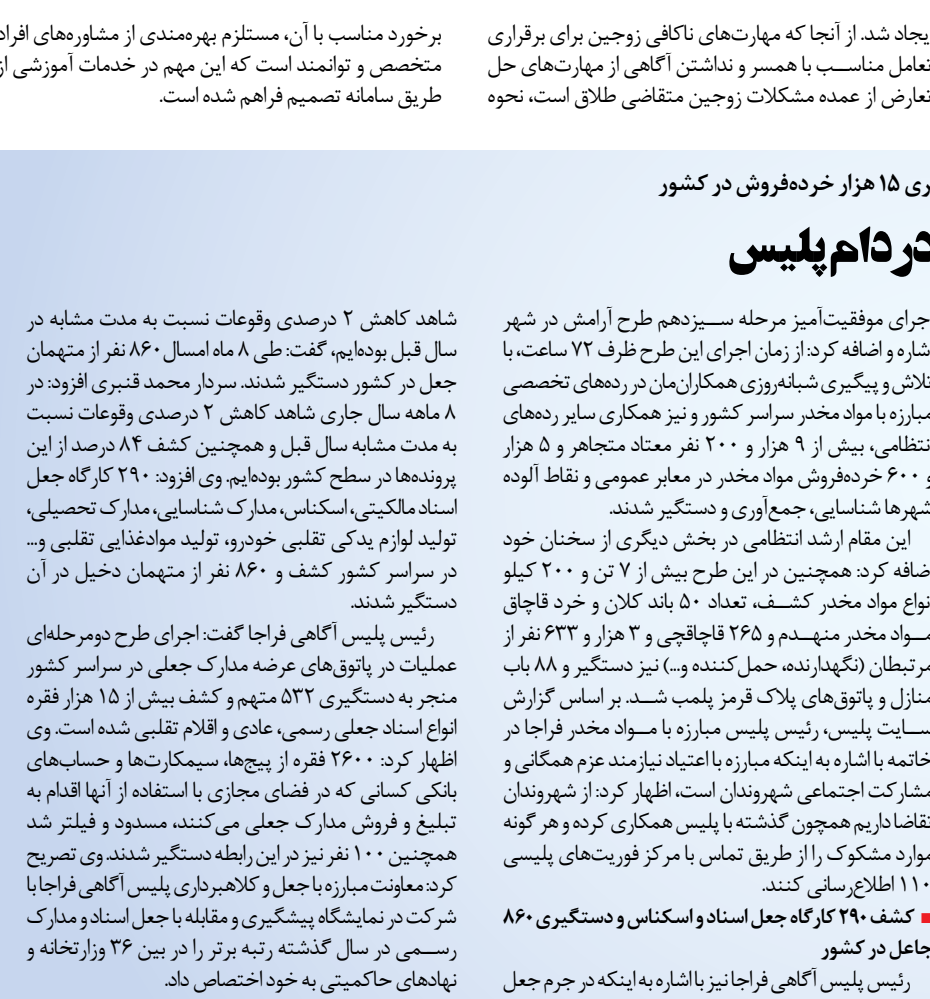 یجاد شد. از آنجا که مهارت‌های ناکافی زوجین برای برقراری
تعامل مناسب با همسر و نداشتن آگاهی از مهارت‌های حل
تعارض از عمده مشکلات زوجین متقاضی طلاق است، نحوه
برخورد مناسب با آن، مستلزم بهره‌مندی از مشاوره‌های افراد
متخصص و توانمند است که این مهم در خدمات آموزشی از
طریق سامانه تصمیم فراهم شده است.
ری ۱۵ هزار خرده‌فروش در کشور
در دام پلیس
جرای موفقیت‌آمیز مرحله سیزدهم طرح آرامش در شهر
شاره و اضافه کرد: از زمان اجرای این طرح ظرف ۷۲ ساعت، با
تلاش و پیگیری شبانه‌روزی همکاران‌مان در رده‌های تخصصی
مبارزه با مواد مخدر سراسر کشور و نیز همکاری سایر رده‌های
انتظامی، بیش از ۹ هزار و ۲۰۰ نفر معتاد متجاهر و ۵ هزار
و ۶۰۰ خرده‌فروش مواد مخدر در معابر عمومی و نقاط آلوده
شهرها شناسایی، جمع‌آوری و دستگیر شدند.
این مقام ارشد انتظامی در بخش دیگری از سخنان خود
ضافه کرد: همچنین در این طرح بیش از ۷ تن و ۲۰۰ کیلو
نواع مواد مخدر کشف، تعداد ۵۰ باند کلان و خرد قاچاق
مواد مخدر منهدم و ۲۶۵ قاچاقچی و ۳ هزار و ۶۳۳ نفر از
مرتبطان (نگهدارنده، حمل‌کننده و...) نیز دستگیر و ۸۸ باب
منازل و پاتوق‌های پلاک قرمز پلمب شد. بر اساس گزارش
سایت پلیس، رئیس پلیس مبارزه با مواد مخدر فراجا در
خاتمه با اشاره به اینکه مبارزه با اعتیاد نیازمند عزم همگانی و
مشارکت اجتماعی شهروندان است، اظهار کرد: از شهروندان
تقاضا داریم همچون گذشته با پلیس همکاری کرده و هر گونه
موارد مشکوک را از طریق تماس با مرکز فوریت‌های پلیسی
۱۱۰ اطلاع‌رسانی کنند.
کشف ۲۹۰ کارگاه جعل اسناد و اسکناس و دستگیری ۸۶۰
جاعل در کشور
رئیس پلیس آگاهی فراجا نیز با اشاره به اینکه در جرم جعل
شاهد کاهش ۲ درصدی وقوعات نسبت به مدت مشابه در
سال قبل بوده‌ایم، گفت: طی ۸ ماه امسال ۸۶۰ نفر از متهمان
جعل در کشور دستگیر شدند. سردار محمد قنبری افزود: در
۸ ماهه سال جاری شاهد کاهش ۲ درصدی وقوعات نسبت
به مدت مشابه سال قبل و همچنین کشف ۸۴ درصد از این
پرونده‌ها در سطح کشور بوده‌ایم. وی افزود: ۲۹۰ کارگاه جعل
اسناد مالکیتی، اسکناس، مدارک شناسایی، مدارک تحصیلی،
تولید لوازم یدکی تقلبی خودرو، تولید موادغذایی تقلبی و...
در سراسر کشور کشف و ۸۶۰ نفر از متهمان دخیل در آن
دستگیر شدند.
رئیس پلیس آگاهی فراجا گفت: اجرای طرح دومرحله‌ای
عملیات در پاتوق‌های عرضه مدارک جعلی در سراسر کشور
منجر به دستگیری ۵۳۲ متهم و کشف بیش از ۱۵ هزار فقره
انواع اسناد جعلی رسمی، عادی و اقلام تقلبی شده است. وی
اظهار کرد: ۲۶۰۰ فقره از پیج‌ها، سیمکارت‌ها و حساب‌های
بانکی کسانی که در فضای مجازی با استفاده از آنها اقدام به
تبلیغ و فروش مدارک جعلی می‌کنند، مسدود و فیلتر شد
همچنین ۱۰۰ نفر نیز در این رابطه دستگیر شدند. وی تصریح
کرد: معاونت مبارزه با جعل و کلاهبرداری پلیس آگاهی فراجا با
شرکت در نمایشگاه پیشگیری و مقابله با جعل اسناد و مدارک
رسمی در سال گذشته رتبه برتر را در بین ۳۶ وزارتخانه و
نهادهای حاکمیتی به خود اختصاص داد.